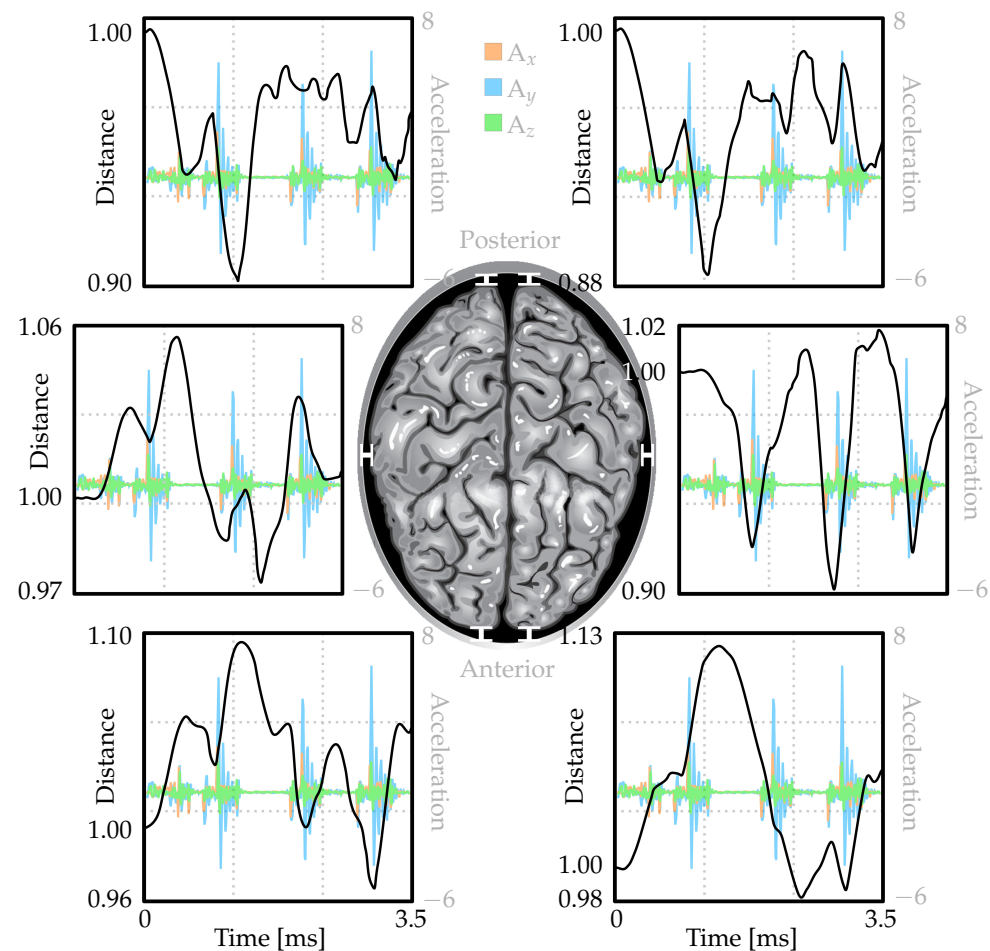 8
8
1.00
1.00
Aₓ
A_y
A_z
Distance
Acceleration
Distance
Acceleration
Posterior
0.90
−6
0.88
−6
1.06
8
1.02
8
1.00
Distance
Acceleration
1.00
0.97
−6
0.90
−6
1.10
8
1.13
8
Anterior
Distance
Acceleration
Distance
Acceleration
1.00
1.00
0.96
−6
0.98
−6
0
3.5
0
3.5
Time [ms]
Time [ms]